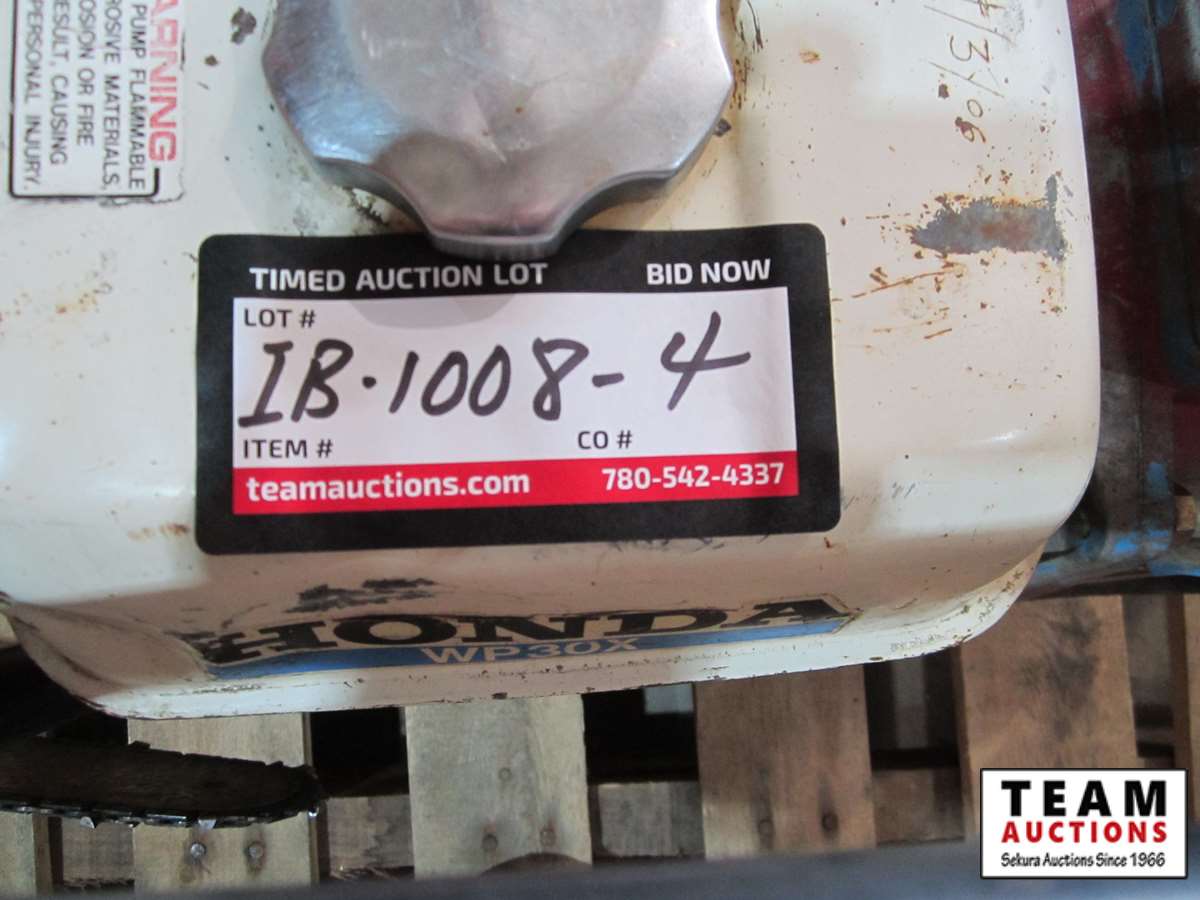 ARNING
PUMP FLAMMABLE
ROSIVE MATERIALS,
OSION OR FIRE
ESULT, CAUSING
PERSONAL INJURY.
TIMED AUCTION LOT BID NOW
LOT #
IB·1008-4
ITEM # CO #
teamauctions.com 780-542-4337
HONDA
WP30X
TEAM
AUCTIONS
Sekura Auctions Since 1966